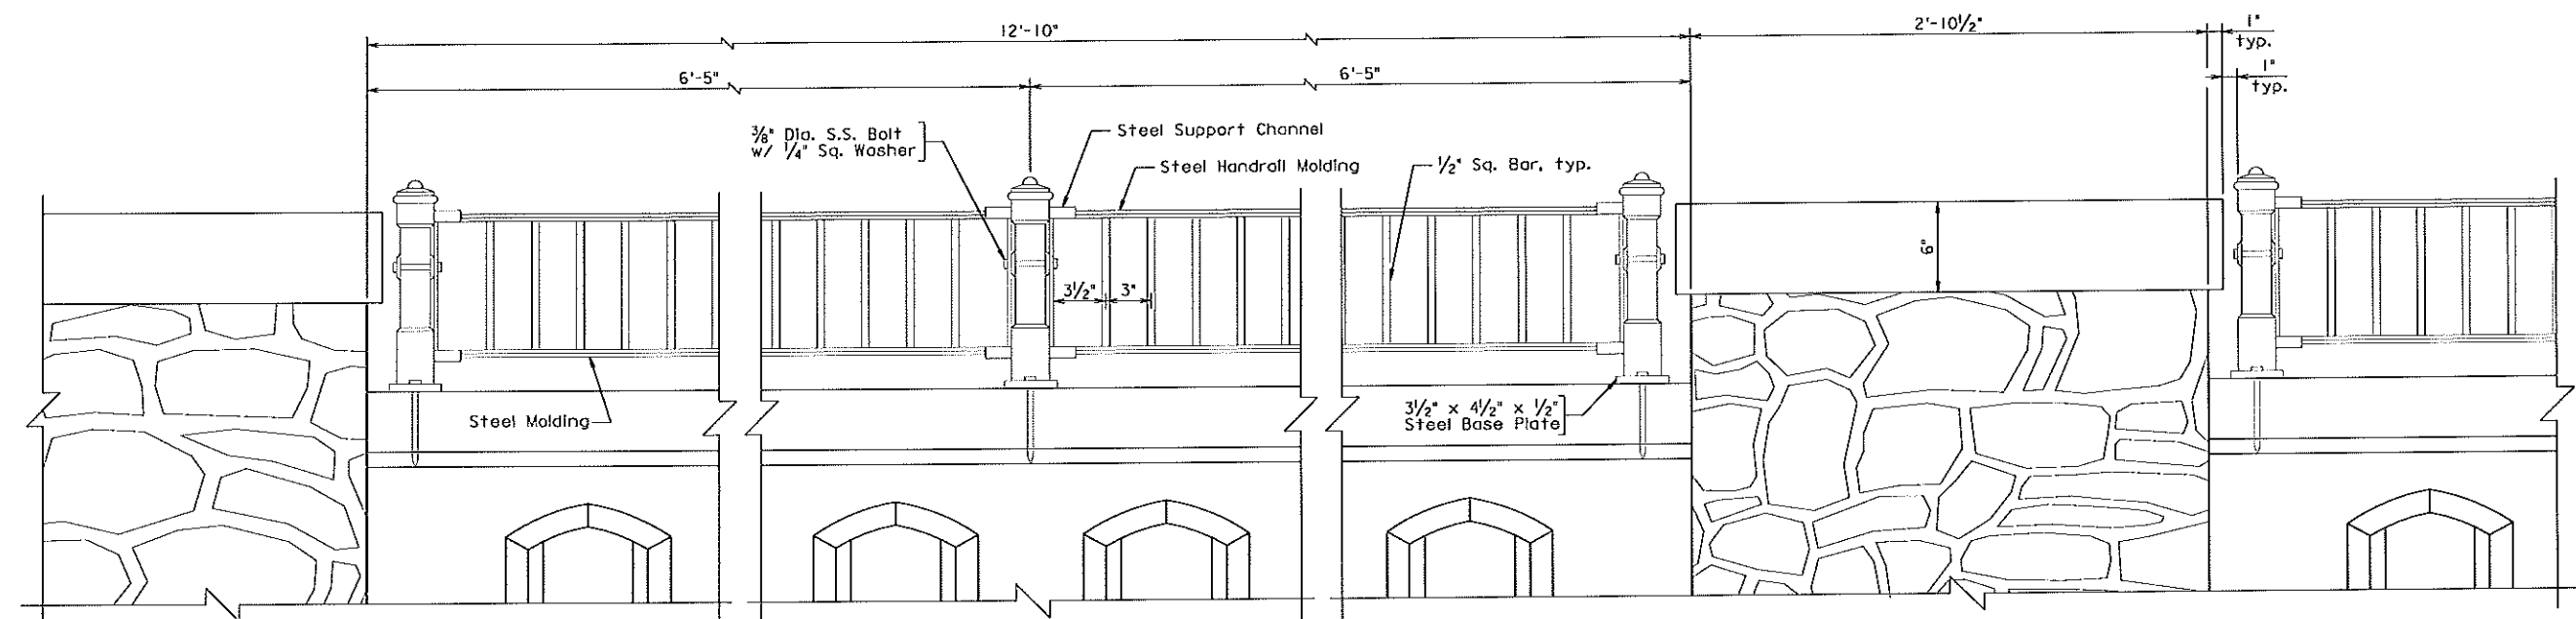 12'-10"
2'-10½"
1"
typ.
6'-5"
6'-5"
1"
typ.
⅜" Dia. S.S. Bolt
w/ ¼" Sq. Washer
Steel Support Channel
Steel Handrail Molding
½" Sq. Bar, typ.
6"
3½"
3"
Steel Molding
3½" x 4½" x ½"
Steel Base Plate